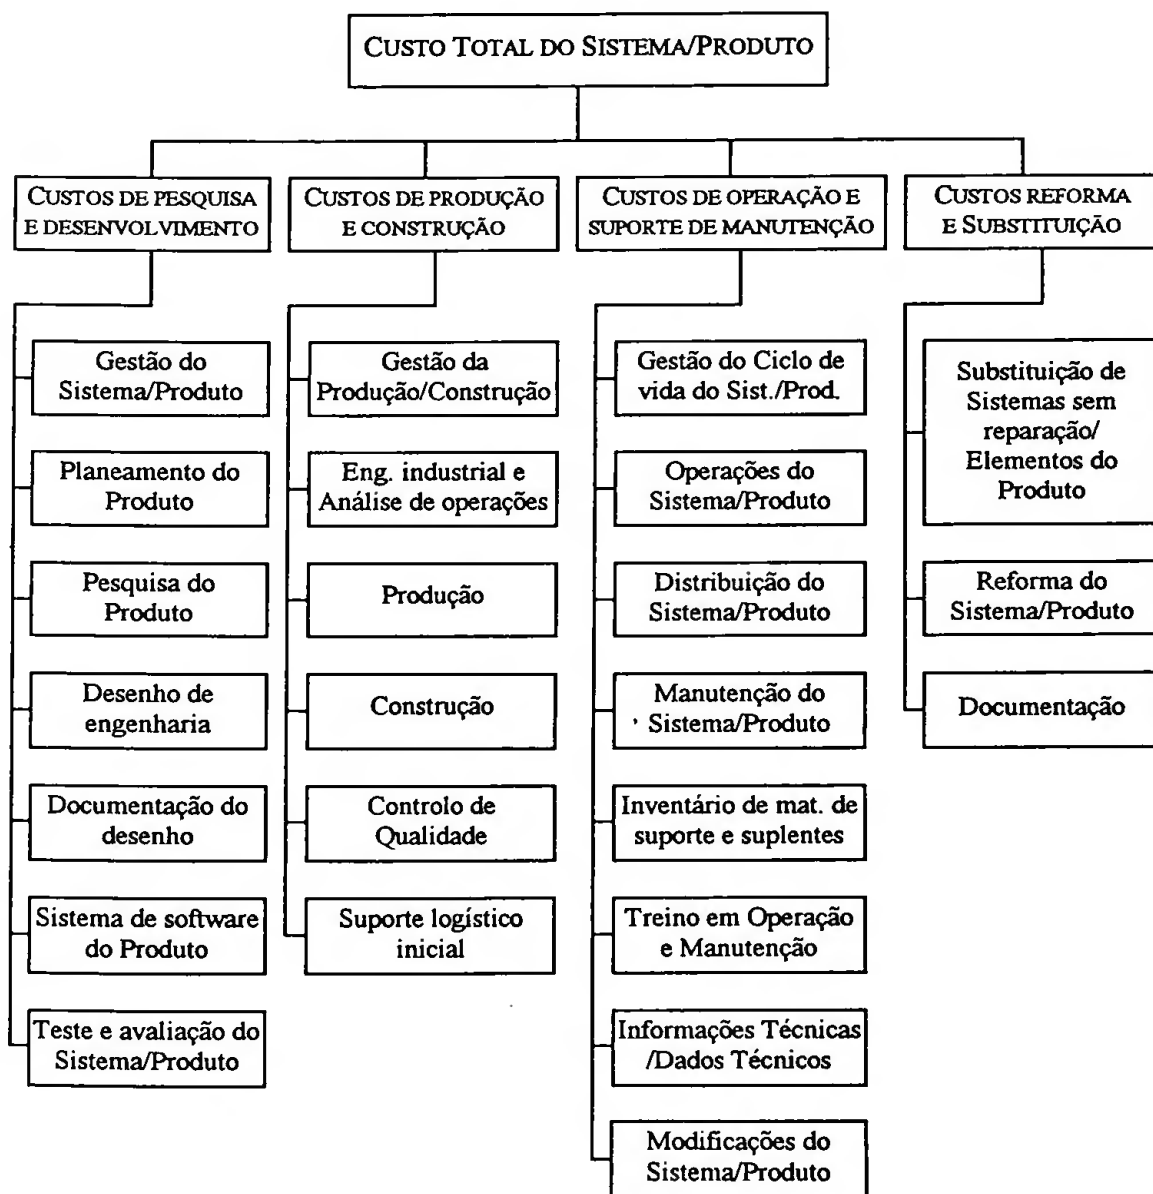 CUSTO TOTAL DO SISTEMA/PRODUTO
CUSTOS DE PESQUISA
E DESENVOLVIMENTO
CUSTOS DE PRODUÇÃO
E CONSTRUÇÃO
CUSTOS DE OPERAÇÃO E
SUPORTE DE MANUTENÇÃO
CUSTOS REFORMA
E SUBSTITUIÇÃO
Gestão do
Sistema/Produto
Planeamento do
Produto
Pesquisa do
Produto
Desenho de
engenharia
Documentação do
desenho
Sistema de software
do Produto
Teste e avaliação do
Sistema/Produto
Gestão da
Produção/Construção
Eng. industrial e
Análise de operações
Produção
Construção
Controlo de
Qualidade
Suporte logístico
inicial
Gestão do Ciclo de
vida do Sist./Prod.
Operações do
Sistema/Produto
Distribuição do
Sistema/Produto
Manutenção do
Sistema/Produto
Inventário de mat. de
suporte e suplentes
Treino em Operação
e Manutenção
Informações Técnicas
/Dados Técnicos
Modificações do
Sistema/Produto
Substituição de
Sistemas sem
reparação/
Elementos do
Produto
Reforma do
Sistema/Produto
Documentação